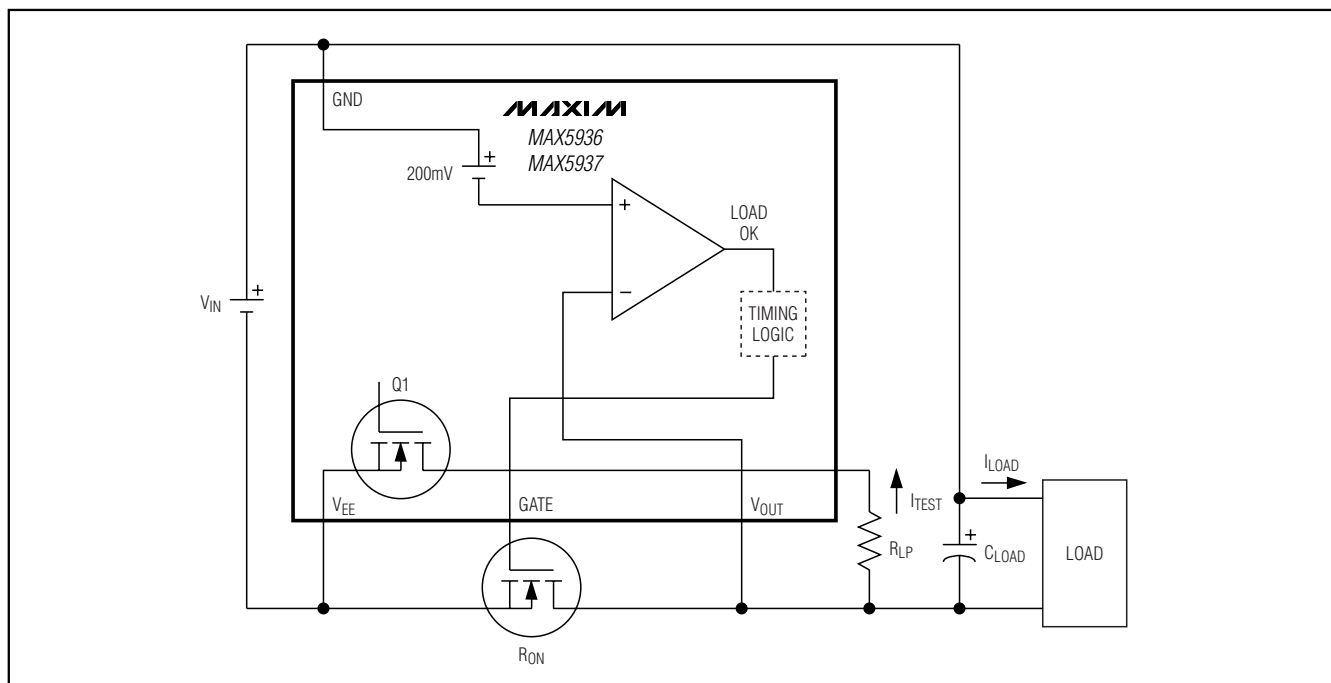 GND
MAXIM
MAX5936
MAX5937
200mV
+
+
LOAD
OK
−
TIMING
LOGIC
VIN
+
Q1
VEE
GATE
VOUT
ITEST
ILOAD
RLP
+
CLOAD
LOAD
RON